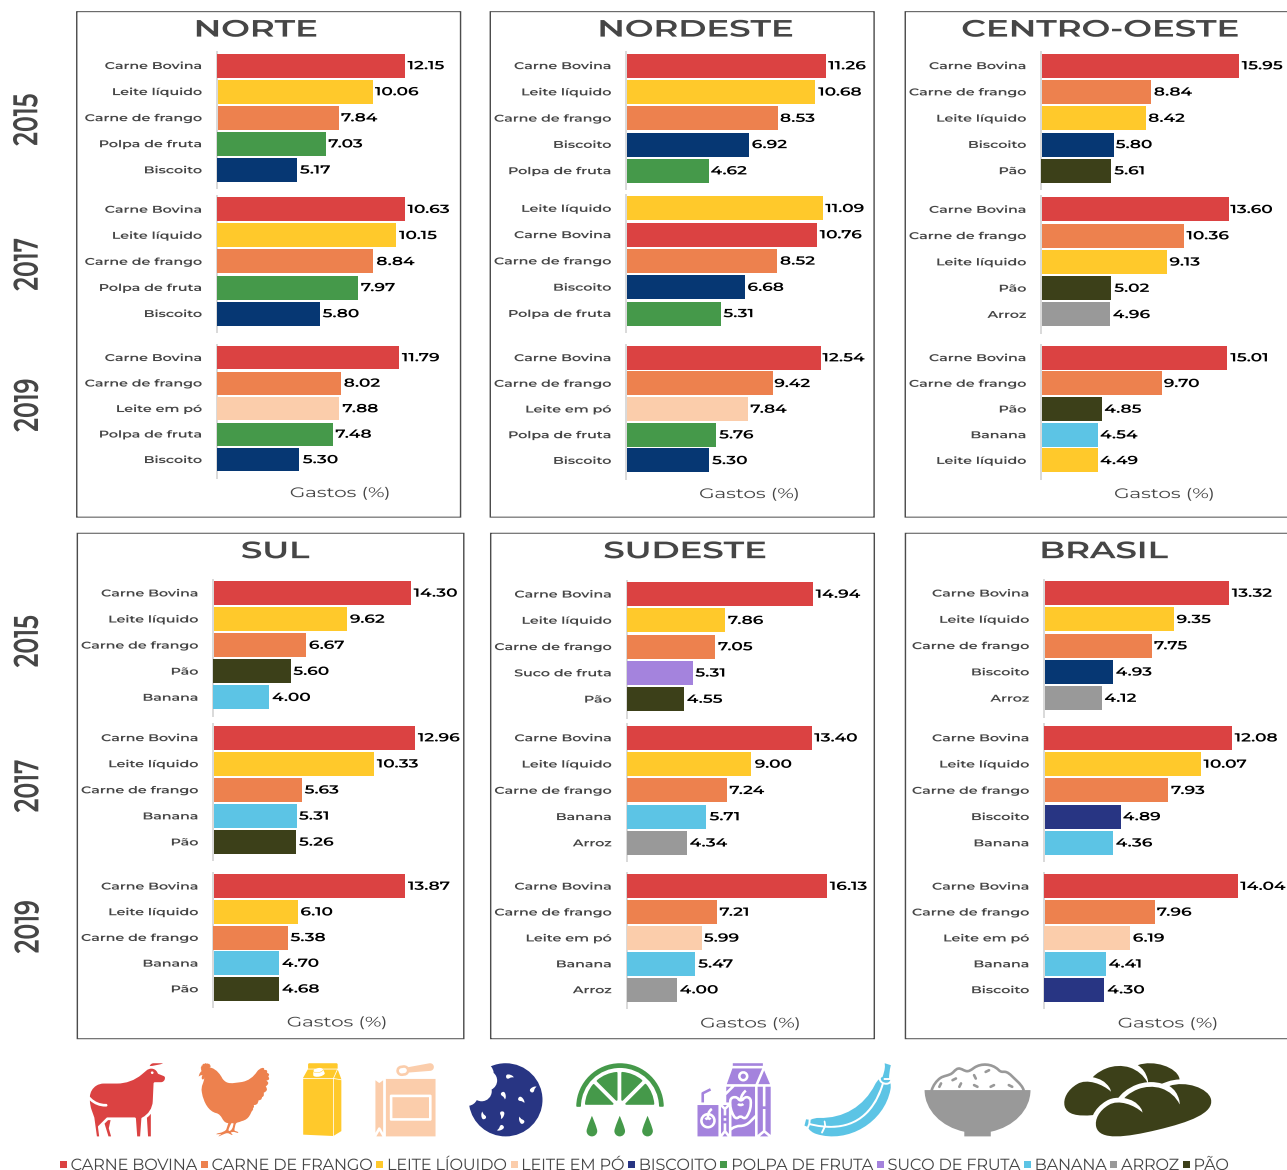 NORTE
2015
Carne Bovina 12.15
Leite líquido 10.06
Carne de frango 7.84
Polpa de fruta 7.03
Biscoito 5.17
2017
Carne Bovina 10.63
Leite líquido 10.15
Carne de frango 8.84
Polpa de fruta 7.97
Biscoito 5.80
2019
Carne Bovina 11.79
Carne de frango 8.02
Leite em pó 7.88
Polpa de fruta 7.48
Biscoito 5.30
Gastos (%)
NORDESTE
Carne Bovina 11.26
Leite líquido 10.68
Carne de frango 8.53
Biscoito 6.92
Polpa de fruta 4.62
Leite líquido 11.09
Carne Bovina 10.76
Carne de frango 8.52
Biscoito 6.68
Polpa de fruta 5.31
Carne Bovina 12.54
Carne de frango 9.42
Leite em pó 7.84
Polpa de fruta 5.76
Biscoito 5.30
Gastos (%)
CENTRO-OESTE
Carne Bovina 15.95
Carne de frango 8.84
Leite líquido 8.42
Biscoito 5.80
Pão 5.61
Carne Bovina 13.60
Carne de frango 10.36
Leite líquido 9.13
Pão 5.02
Arroz 4.96
Carne Bovina 15.01
Carne de frango 9.70
Pão 4.85
Banana 4.54
Leite líquido 4.49
Gastos (%)
SUL
2015
Carne Bovina 14.30
Leite líquido 9.62
Carne de frango 6.67
Pão 5.60
Banana 4.00
2017
Carne Bovina 12.96
Leite líquido 10.33
Carne de frango 5.63
Banana 5.31
Pão 5.26
2019
Carne Bovina 13.87
Leite líquido 6.10
Carne de frango 5.38
Banana 4.70
Pão 4.68
Gastos (%)
SUDESTE
Carne Bovina 14.94
Leite líquido 7.86
Carne de frango 7.05
Suco de fruta 5.31
Pão 4.55
Carne Bovina 13.40
Leite líquido 9.00
Carne de frango 7.24
Banana 5.71
Arroz 4.34
Carne Bovina 16.13
Carne de frango 7.21
Leite em pó 5.99
Banana 5.47
Arroz 4.00
Gastos (%)
BRASIL
Carne Bovina 13.32
Leite líquido 9.35
Carne de frango 7.75
Biscoito 4.93
Arroz 4.12
Carne Bovina 12.08
Leite líquido 10.07
Carne de frango 7.93
Biscoito 4.89
Banana 4.36
Carne Bovina 14.04
Carne de frango 7.96
Leite em pó 6.19
Banana 4.41
Biscoito 4.30
Gastos (%)
CARNE BOVINA CARNE DE FRANGO LEITE LÍOUIDO LEITE EM PÓ BISCOITO POLPA DE FRUTA SUCO DE FRUTA BANANA ARROZ PÃO